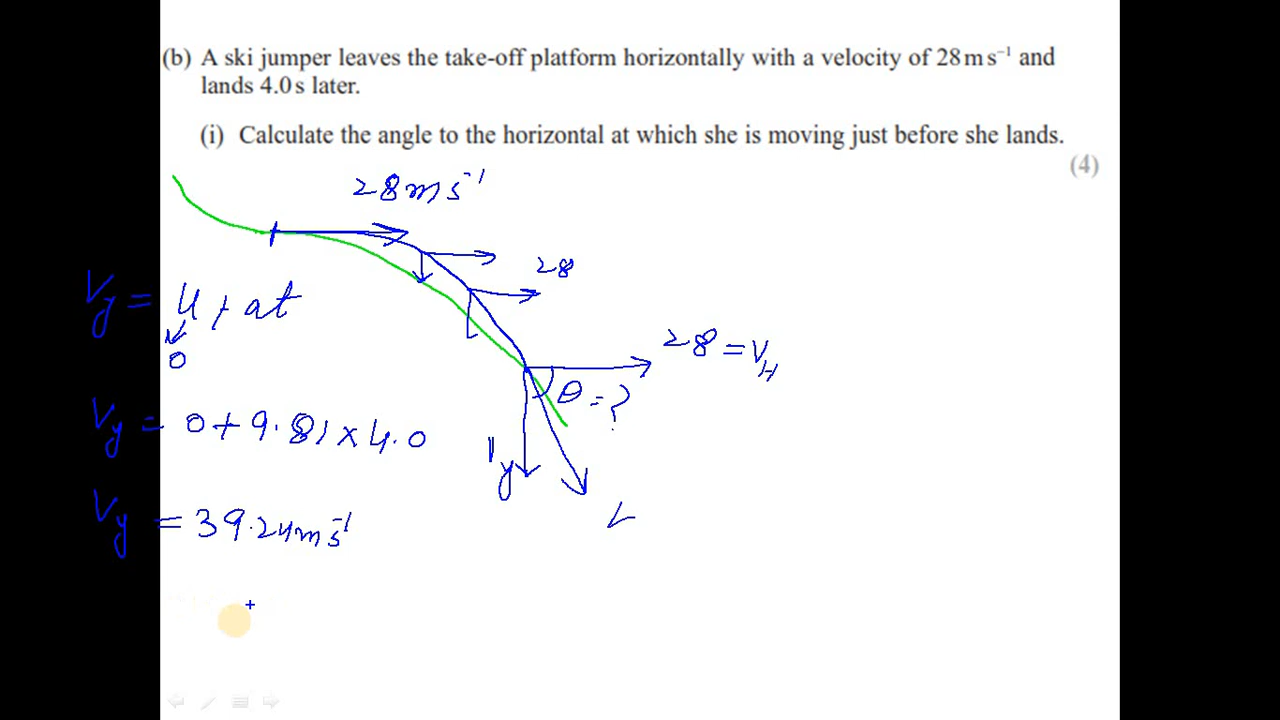 (b) A ski jumper leaves the take-off platform horizontally with a velocity of 28 m s⁻¹ and
lands 4.0 s later.
(i) Calculate the angle to the horizontal at which she is moving just before she lands.
(4)
28 m s⁻¹
28
Vy = u + at
0
28 = VH
θ = ?
Vy = 0 + 9.81 × 4.0
Vy
Vy = 39.24 m s⁻¹